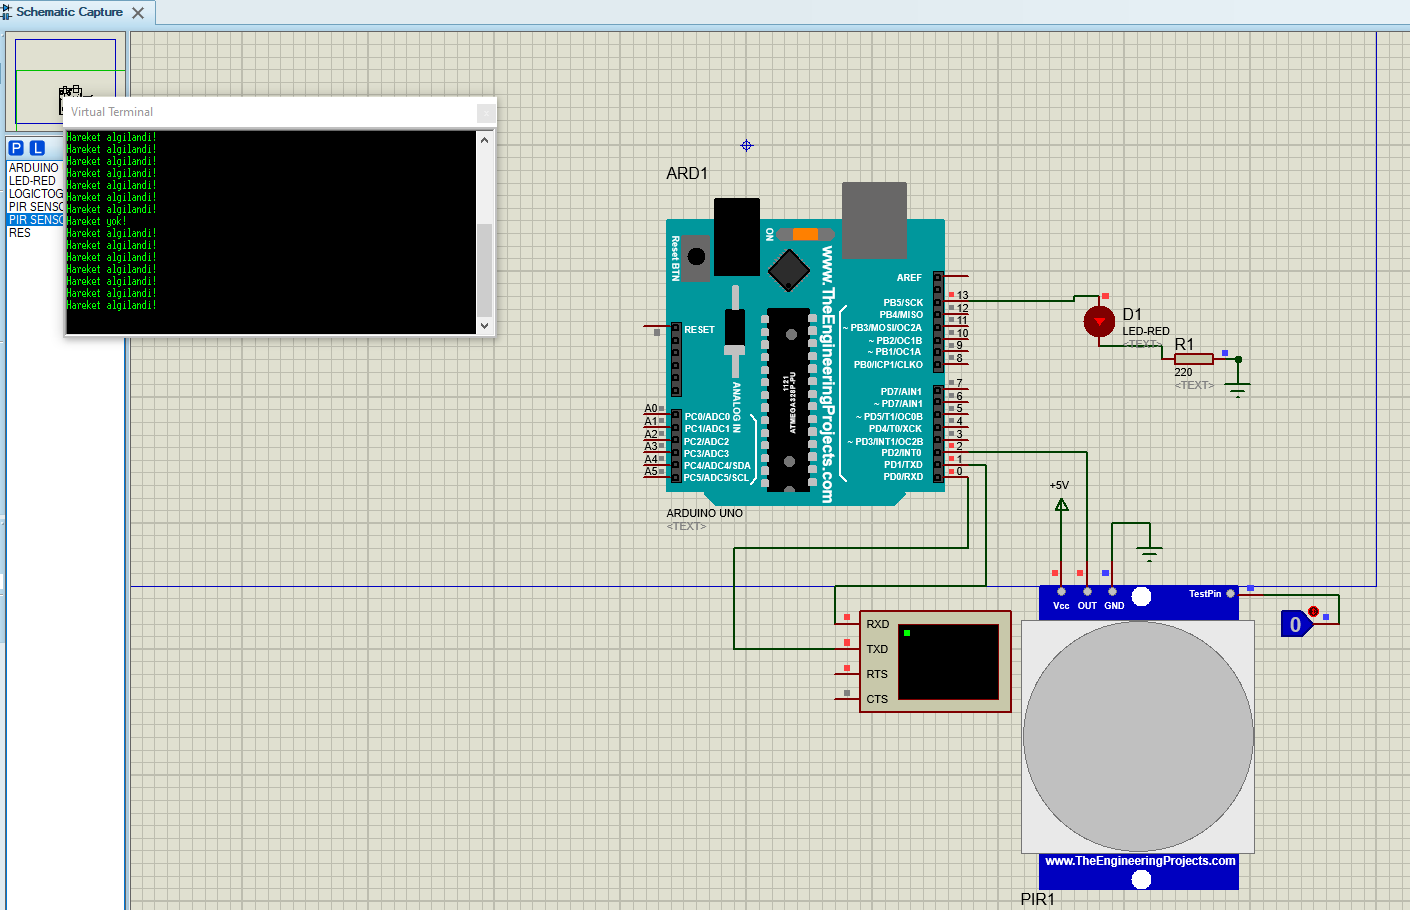 Schematic Capture
Virtual Terminal
Hareket algilandi!
Hareket algilandi!
Hareket algilandi!
Hareket algilandi!
Hareket algilandi!
Hareket algilandi!
Hareket algilandi!
Hareket yok!
Hareket algilandi!
Hareket algilandi!
Hareket algilandi!
Hareket algilandi!
Hareket algilandi!
Hareket algilandi!
Hareket algilandi!
P L
ARDUINO
LED-RED
LOGICTOG
PIR SENSO
PIR SENSO
RES
ARD1
Reset BTN
ON
www.TheEngineeringProjects.com
AREF
PB5/SCK 13
PB4/MISO 12
~ PB3/MOSI/OC2A 11
~ PB2/OC1B 10
~ PB1/OC1A 9
PB0/ICP1/CLKO 8
RESET
ANALOG IN
1121
ATMEGA328P-PU
PD7/AIN1 7
~ PD7/AIN1 6
~ PD5/T1/OC0B 5
PD4/T0/XCK 4
~ PD3/INT1/OC2B 3
PD2/INT0 2
PD1/TXD 1
PD0/RXD 0
A0 PC0/ADC0
A1 PC1/ADC1
A2 PC2/ADC2
A3 PC3/ADC3
A4 PC4/ADC4/SDA
A5 PC5/ADC5/SCL
ARDUINO UNO
<TEXT>
D1
LED-RED
<TEXT>
R1
220
<TEXT>
+5V
Vcc OUT GND
TestPin
0
RXD
TXD
RTS
CTS
www.TheEngineeringProjects.com
PIR1